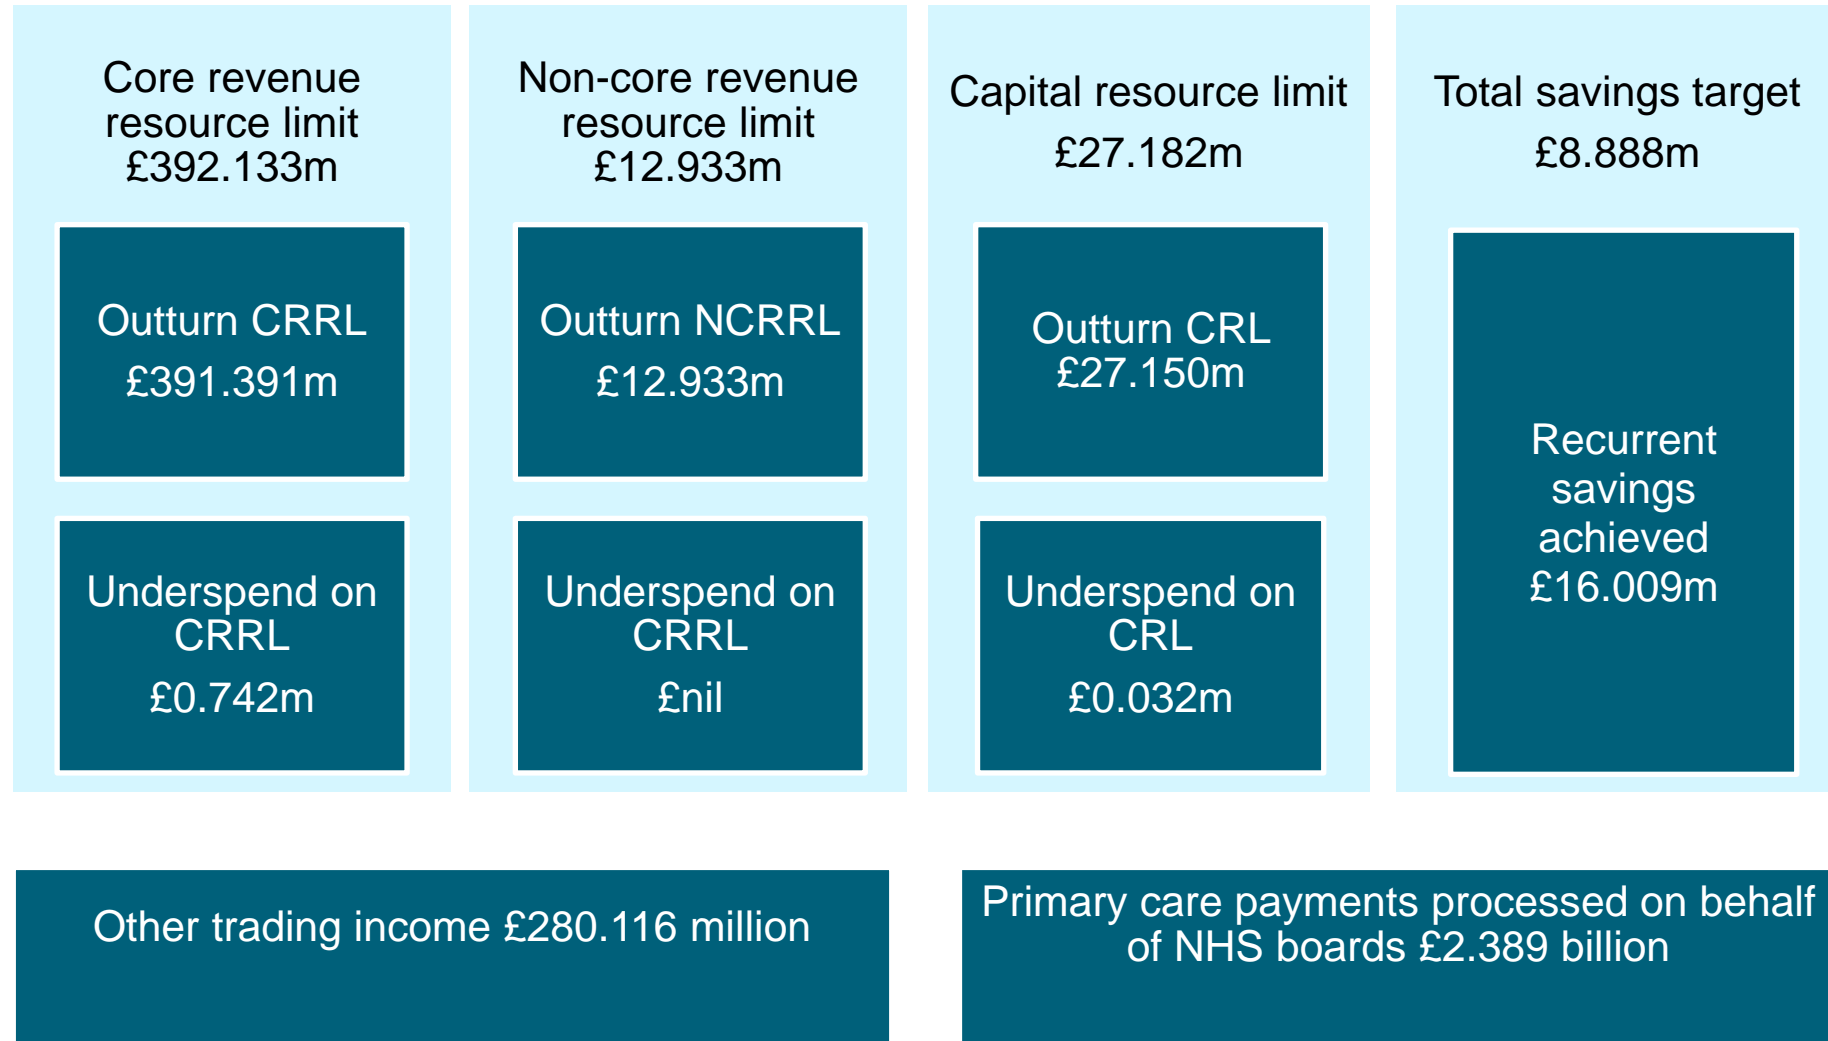 Core revenue
resource limit
£392.133m
Outturn CRRL
£391.391m
Underspend on
CRRL
£0.742m
Non-core revenue
resource limit
£12.933m
Outturn NCRRL
£12.933m
Underspend on
CRRL
£nil
Capital resource limit
£27.182m
Outturn CRL
£27.150m
Underspend on
CRL
£0.032m
Total savings target
£8.888m
Recurrent
savings
achieved
£16.009m
Other trading income £280.116 million
Primary care payments processed on behalf
of NHS boards £2.389 billion